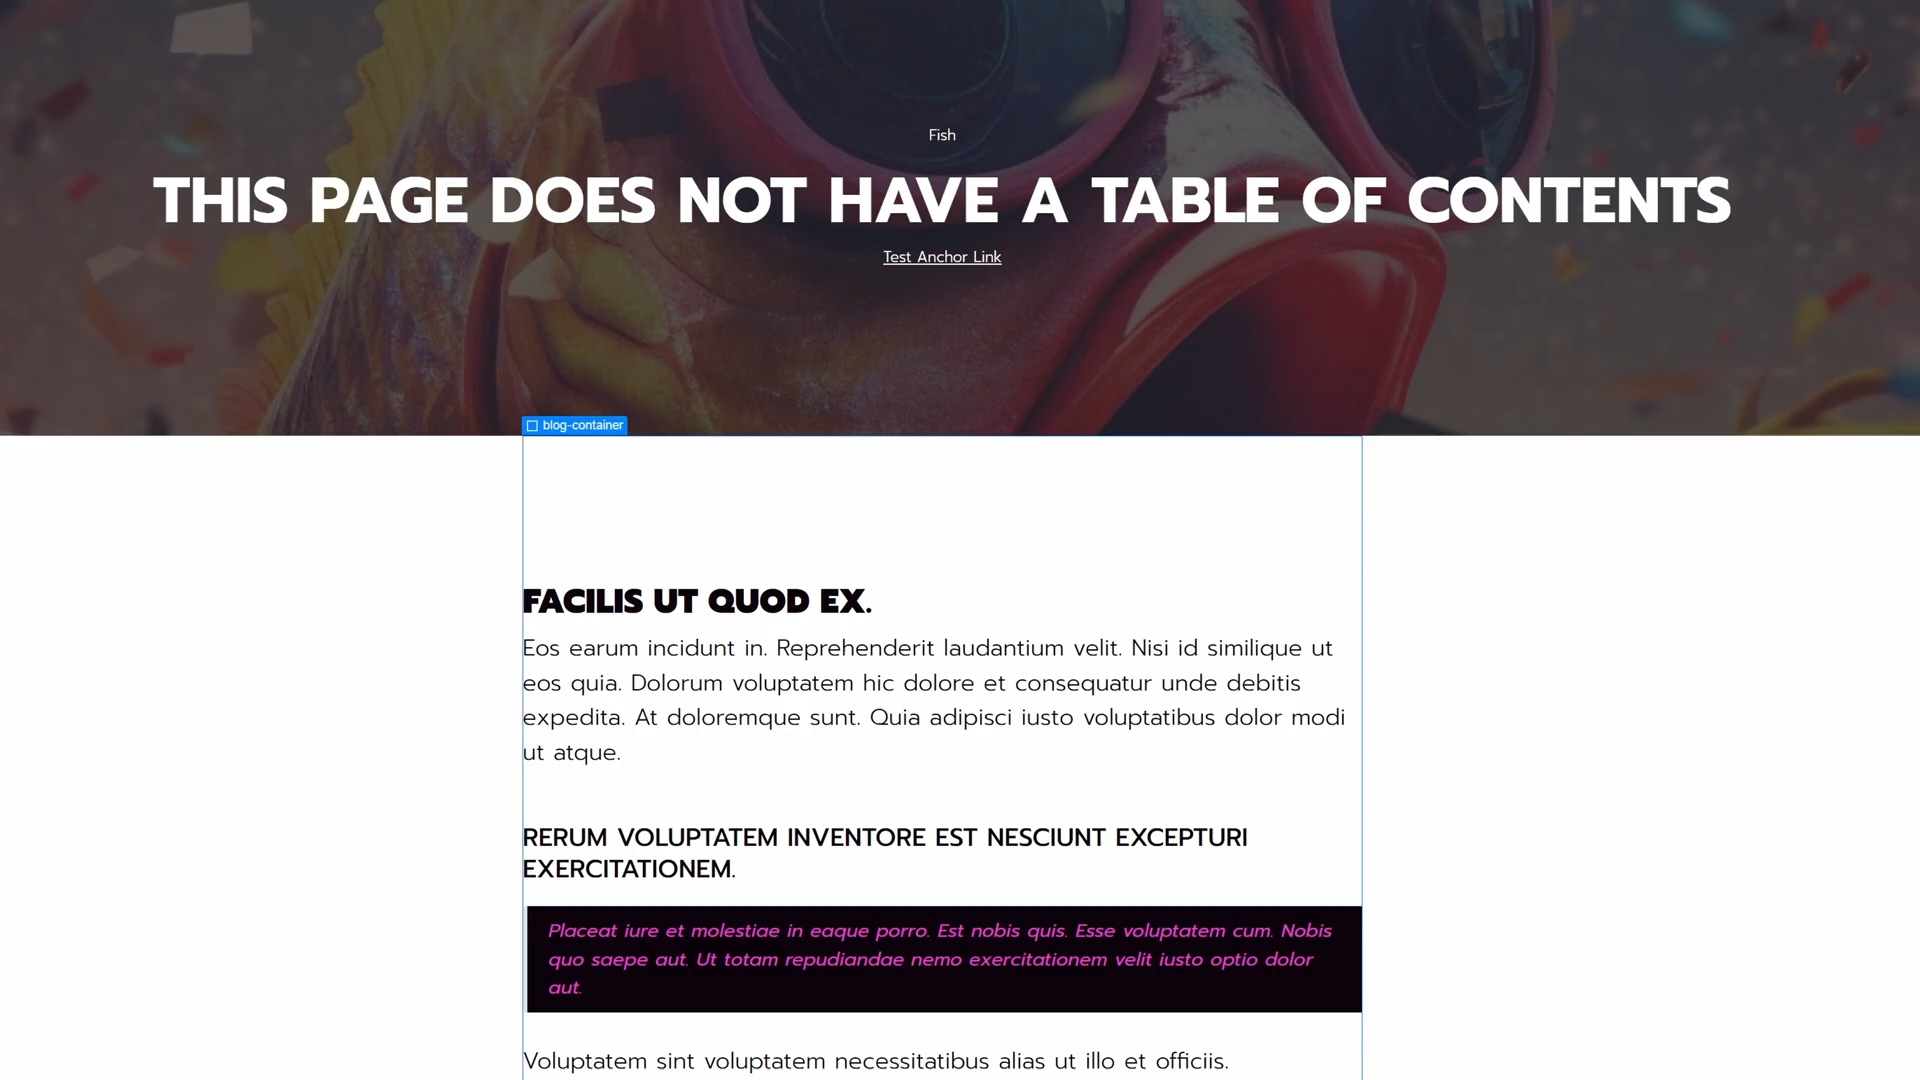 Fish
THIS PAGE DOES NOT HAVE A TABLE OF CONTENTS
Test Anchor Link
blog-container
FACILIS UT QUOD EX.
Eos earum incidunt in. Reprehenderit laudantium velit. Nisi id similique ut
eos quia. Dolorum voluptatem hic dolore et consequatur unde debitis
expedita. At doloremque sunt. Quia adipisci iusto voluptatibus dolor modi
ut atque.
RERUM VOLUPTATEM INVENTORE EST NESCIUNT EXCEPTURI
EXERCITATIONEM.
Placeat iure et molestiae in eaque porro. Est nobis quis. Esse voluptatem cum. Nobis
quo saepe aut. Ut totam repudiandae nemo exercitationem velit iusto optio dolor
aut.
Voluptatem sint voluptatem necessitatibus alias ut illo et officiis.